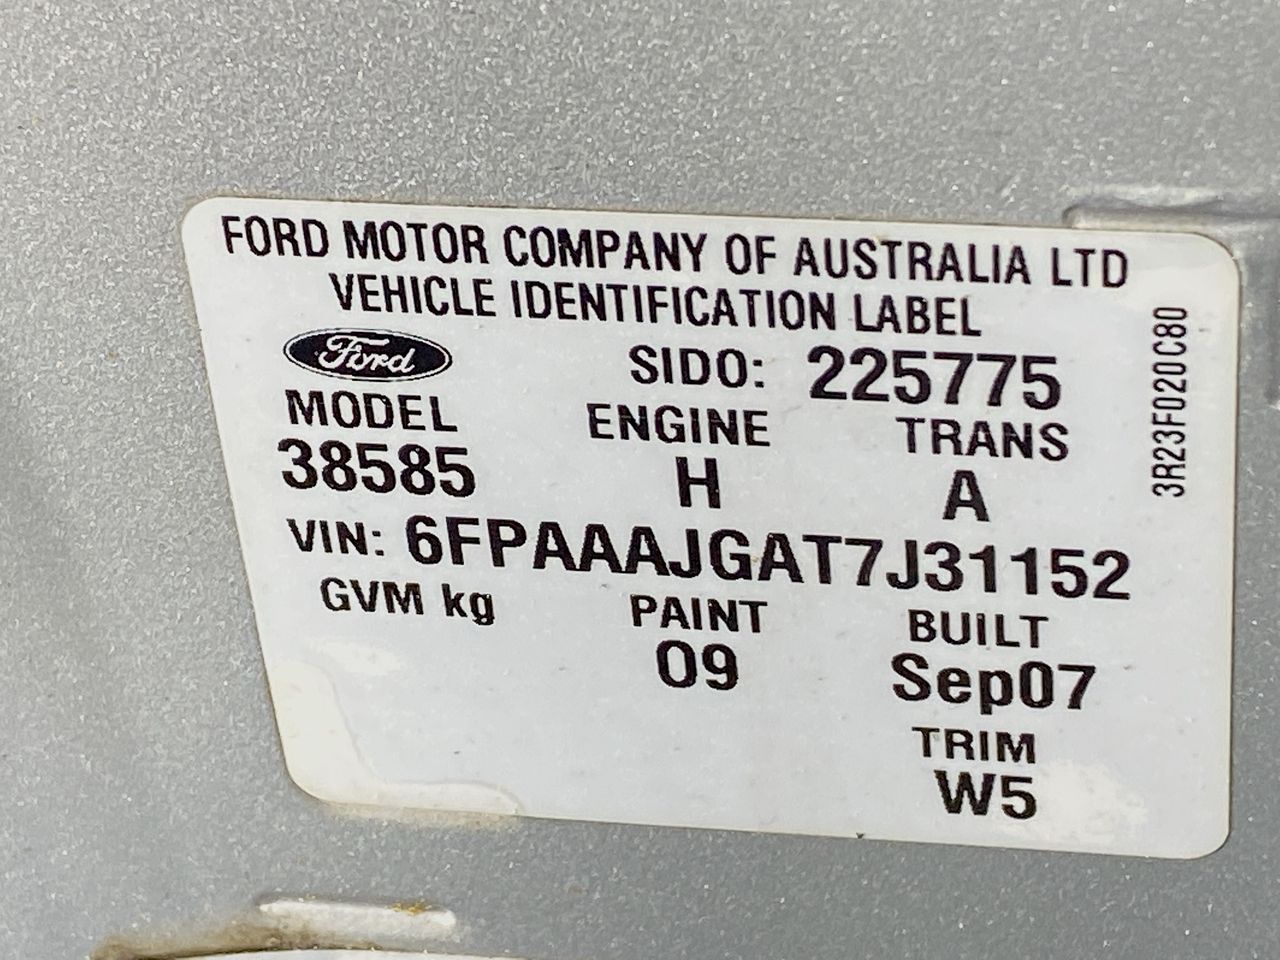 FORD MOTOR COMPANY OF AUSTRALIA LTD
VEHICLE IDENTIFICATION LABEL
Ford
SIDO: 225775
MODEL ENGINE TRANS
38585 H A
VIN: 6FPAAAJGAT7J31152
GVM kg PAINT BUILT
09 Sep07
TRIM
W5
3R23F020C80